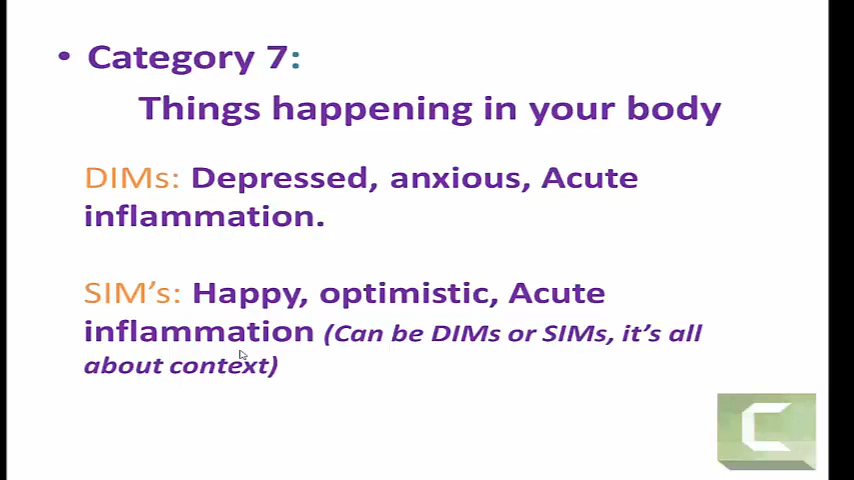 • Category 7:
Things happening in your body
DIMs: Depressed, anxious, Acute
inflammation.
SIM's: Happy, optimistic, Acute
inflammation (Can be DIMs or SIMs, it's all
about context)
C